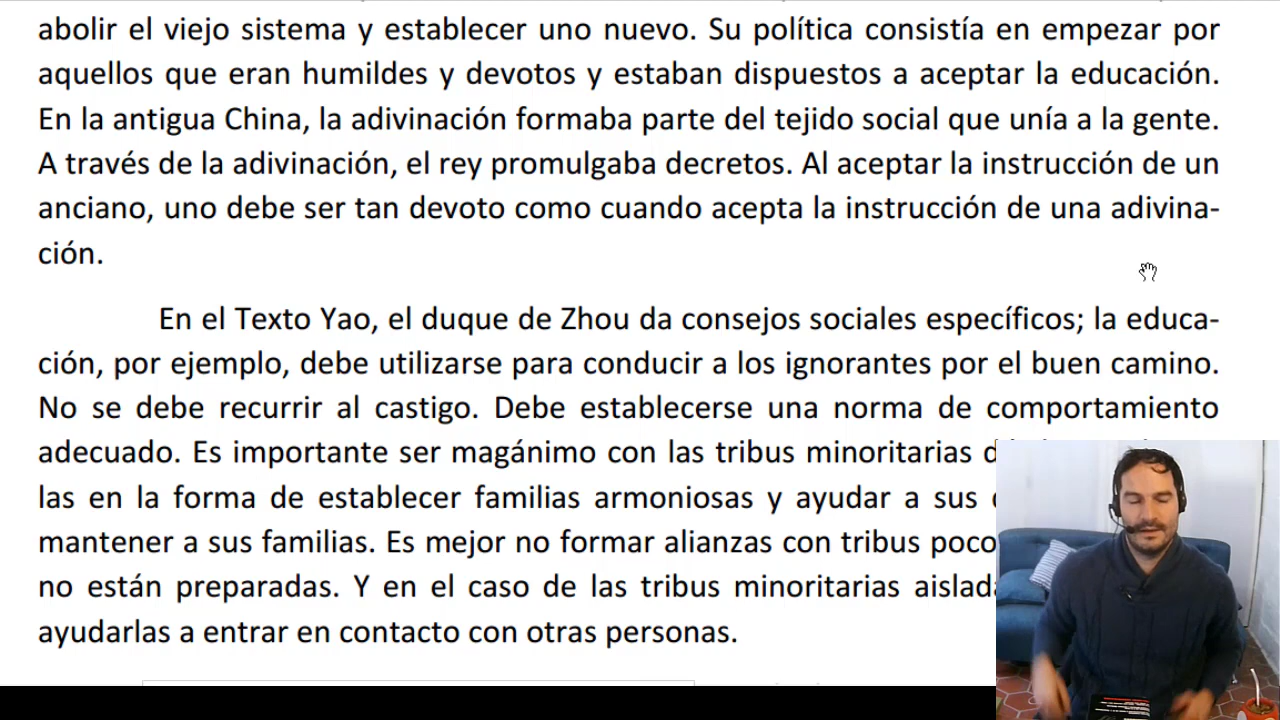 abolir el viejo sistema y establecer uno nuevo. Su política consistía en empezar por
aquellos que eran humildes y devotos y estaban dispuestos a aceptar la educación.
En la antigua China, la adivinación formaba parte del tejido social que unía a la gente.
A través de la adivinación, el rey promulgaba decretos. Al aceptar la instrucción de un
anciano, uno debe ser tan devoto como cuando acepta la instrucción de una adivina-
ción.
En el Texto Yao, el duque de Zhou da consejos sociales específicos; la educa-
ción, por ejemplo, debe utilizarse para conducir a los ignorantes por el buen camino.
No se debe recurrir al castigo. Debe establecerse una norma de comportamiento
adecuado. Es importante ser magánimo con las tribus minoritarias
las en la forma de establecer familias armoniosas y ayudar a sus
mantener a sus familias. Es mejor no formar alianzas con tribus poco
no están preparadas. Y en el caso de las tribus minoritarias
ayudarlas a entrar en contacto con otras personas.